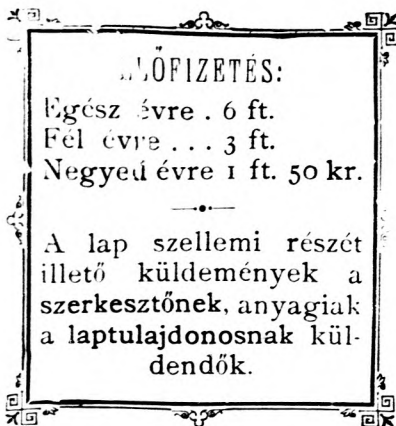 ELŐFIZETÉS:
Egész évre . 6 ft.
Fél évre . . . 3 ft.
Negyed évre 1 ft. 50 kr.
A lap szellemi részét
illető küldemények a
szerkesztőnek, anyagiak
a laptulajdonosnak kül-
dendők.